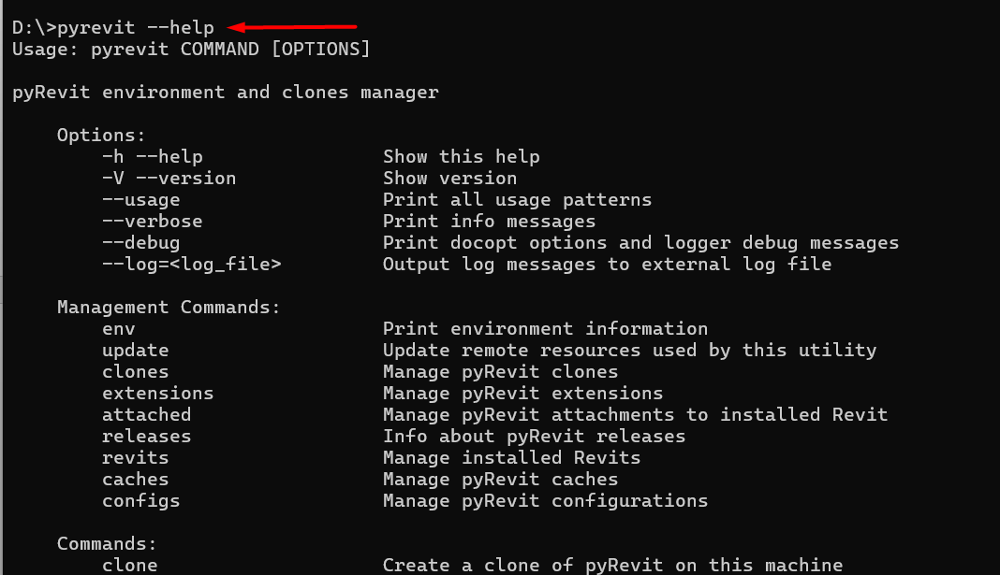 D:\>pyrevit --help
Usage: pyrevit COMMAND [OPTIONS]
pyRevit environment and clones manager
Options:
-h --help Show this help
-V --version Show version
--usage Print all usage patterns
--verbose Print info messages
--debug Print docopt options and logger debug messages
--log=<log_file> Output log messages to external log file
Management Commands:
env Print environment information
update Update remote resources used by this utility
clones Manage pyRevit clones
extensions Manage pyRevit extensions
attached Manage pyRevit attachments to installed Revit
releases Info about pyRevit releases
revits Manage installed Revits
caches Manage pyRevit caches
configs Manage pyRevit configurations
Commands:
clone Create a clone of pyRevit on this machine